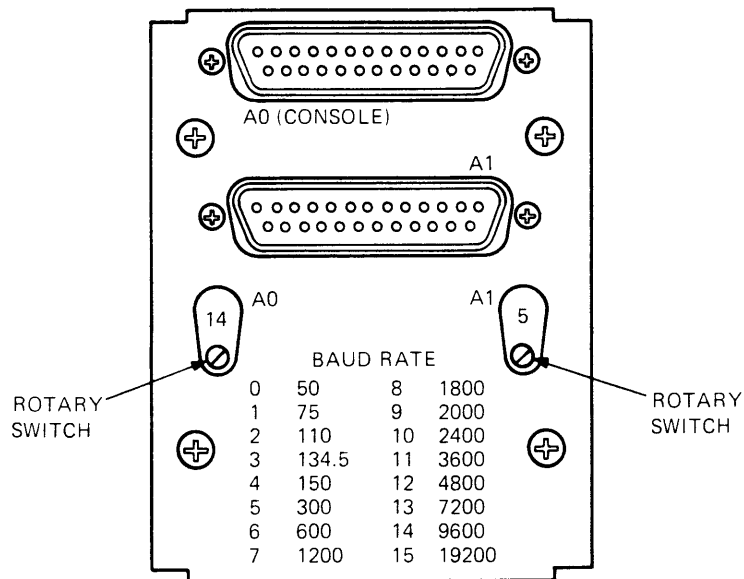 A0 (CONSOLE)
A1
A0
A1
14
5
BAUD RATE
ROTARY
SWITCH
ROTARY
SWITCH
0 50 8 1800
1 75 9 2000
2 110 10 2400
3 134.5 11 3600
4 150 12 4800
5 300 13 7200
6 600 14 9600
7 1200 15 19200